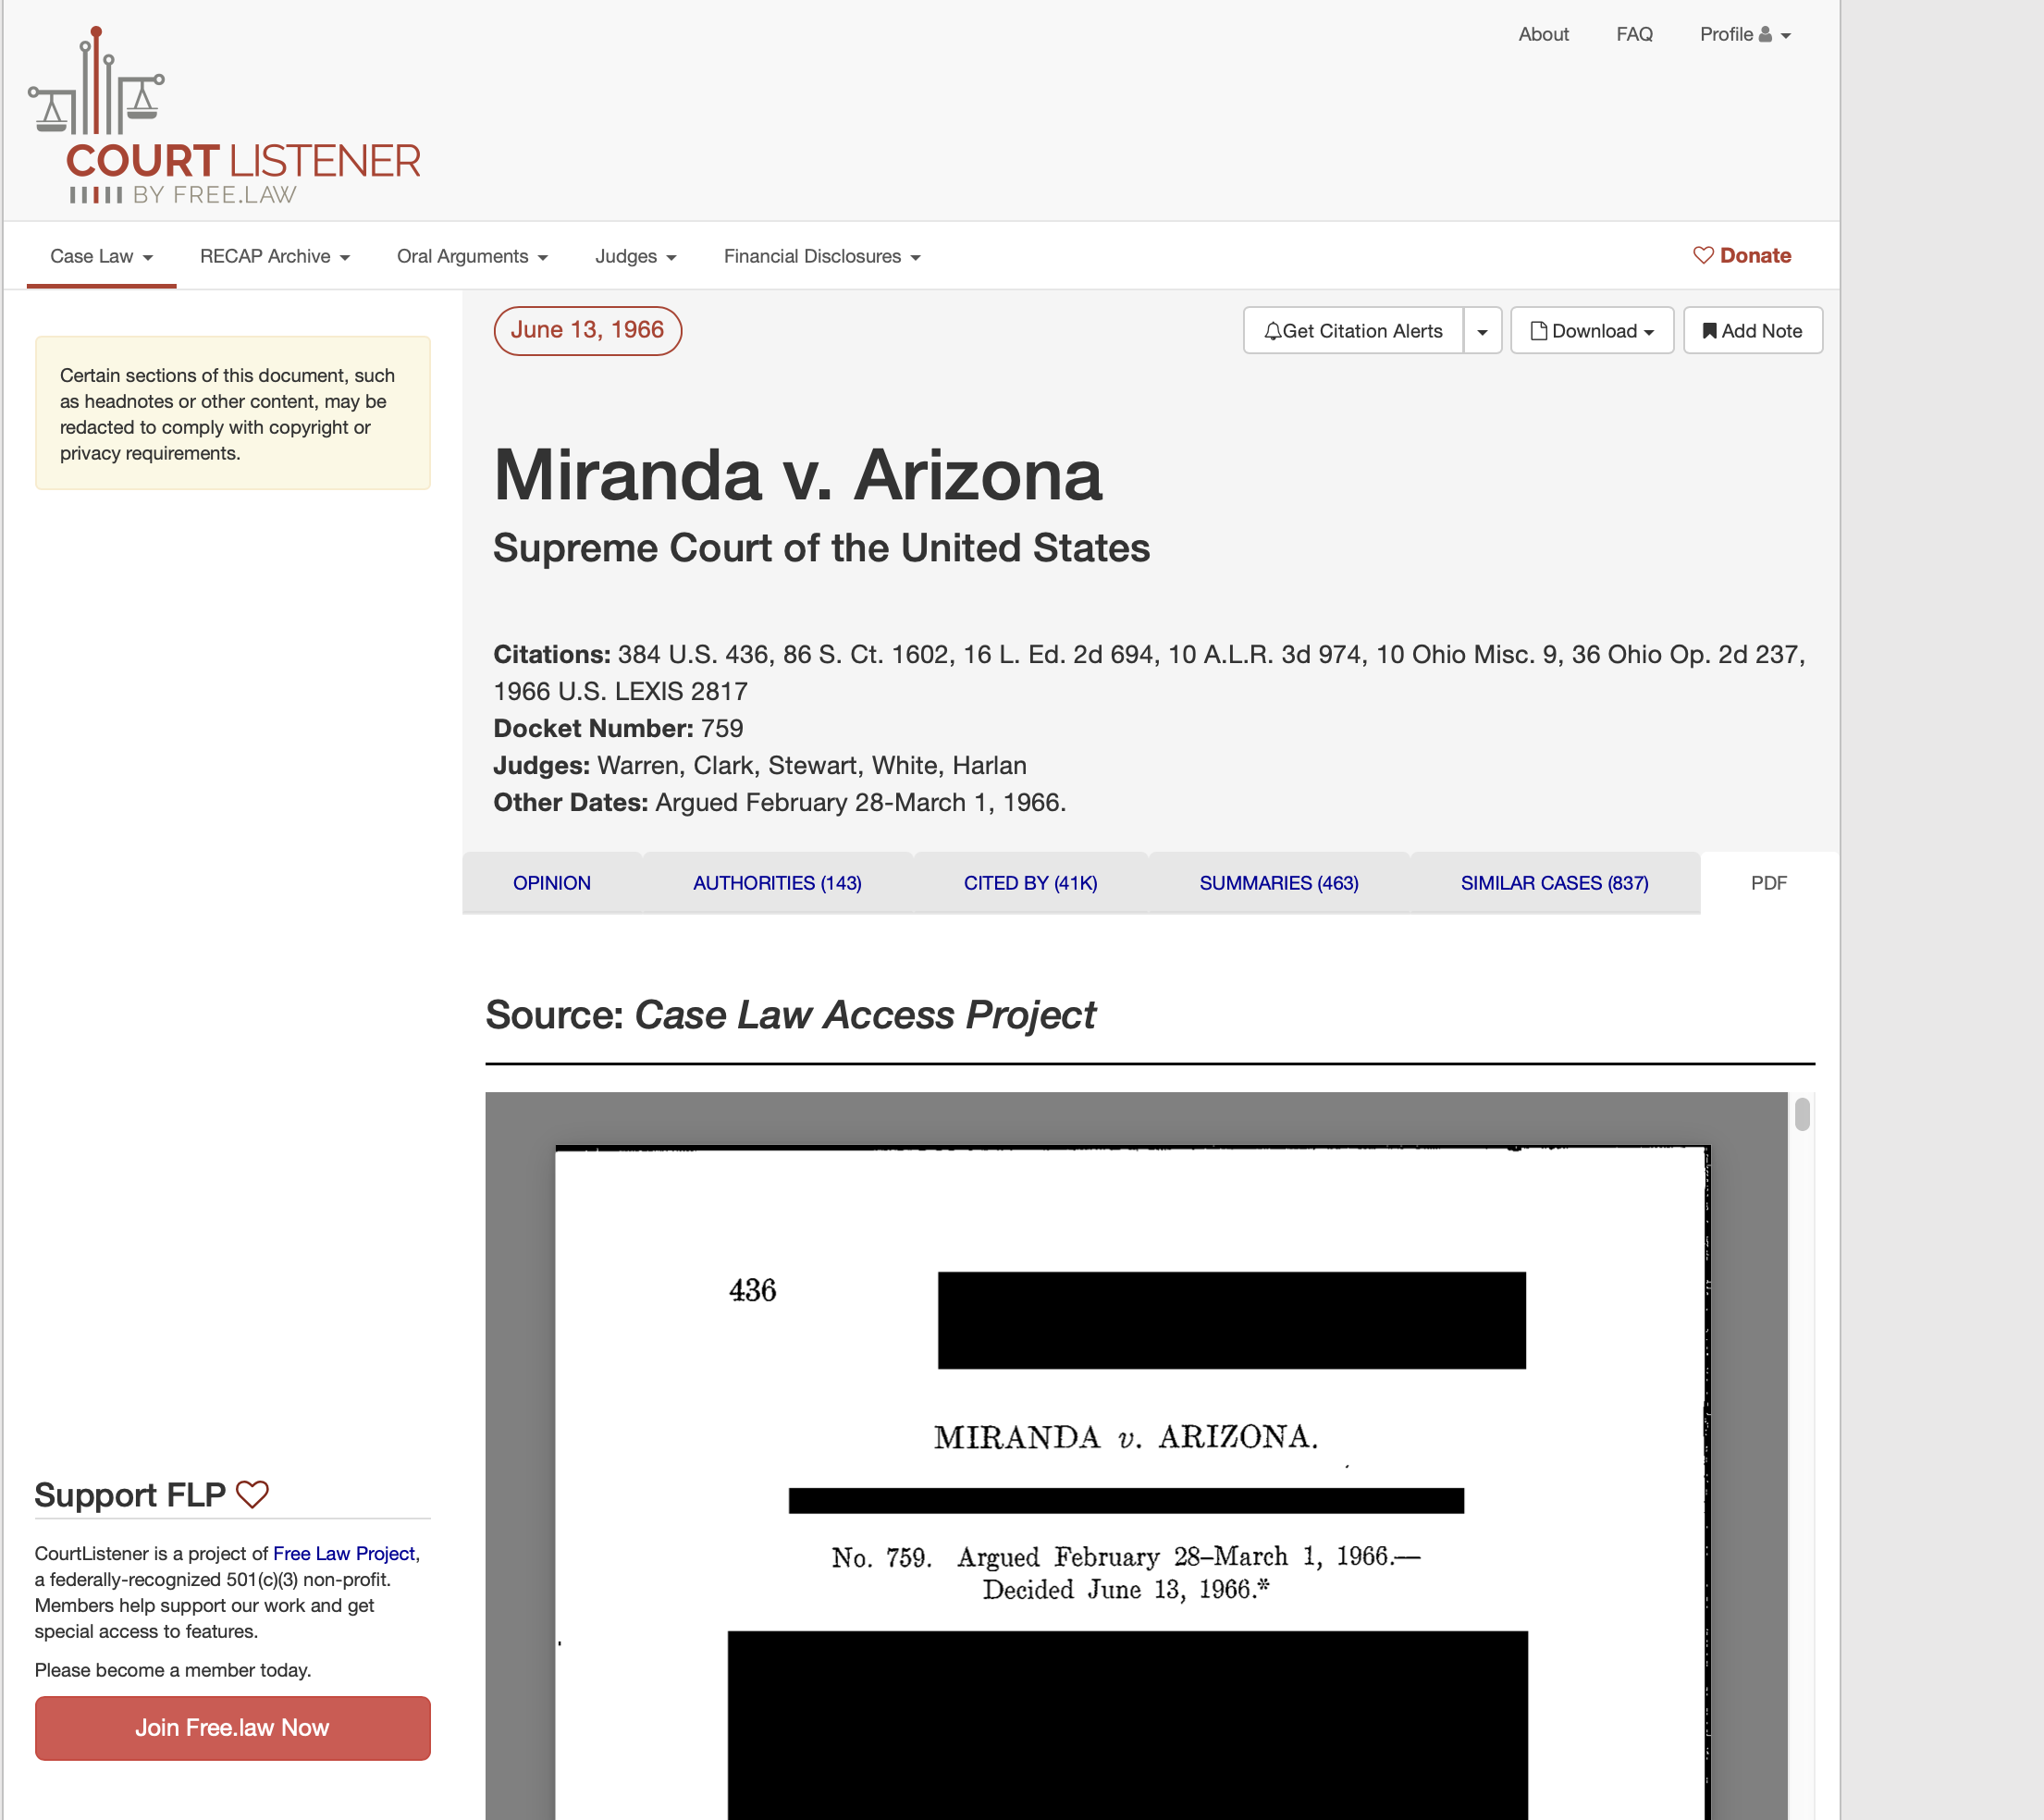 About FAQ Profile
COURT LISTENER
BY FREE.LAW
Case Law RECAP Archive Oral Arguments Judges Financial Disclosures Donate
Certain sections of this document, such
as headnotes or other content, may be
redacted to comply with copyright or
privacy requirements.
June 13, 1966 Get Citation Alerts Download Add Note
Miranda v. Arizona
Supreme Court of the United States
Citations: 384 U.S. 436, 86 S. Ct. 1602, 16 L. Ed. 2d 694, 10 A.L.R. 3d 974, 10 Ohio Misc. 9, 36 Ohio Op. 2d 237,
1966 U.S. LEXIS 2817
Docket Number: 759
Judges: Warren, Clark, Stewart, White, Harlan
Other Dates: Argued February 28-March 1, 1966.
OPINION AUTHORITIES (143) CITED BY (41K) SUMMARIES (463) SIMILAR CASES (837) PDF
Source: Case Law Access Project
436
MIRANDA v. ARIZONA.
No. 759. Argued February 28–March 1, 1966.—
Decided June 13, 1966.*
Support FLP
CourtListener is a project of Free Law Project,
a federally-recognized 501(c)(3) non-profit.
Members help support our work and get
special access to features.
Please become a member today.
Join Free.law Now